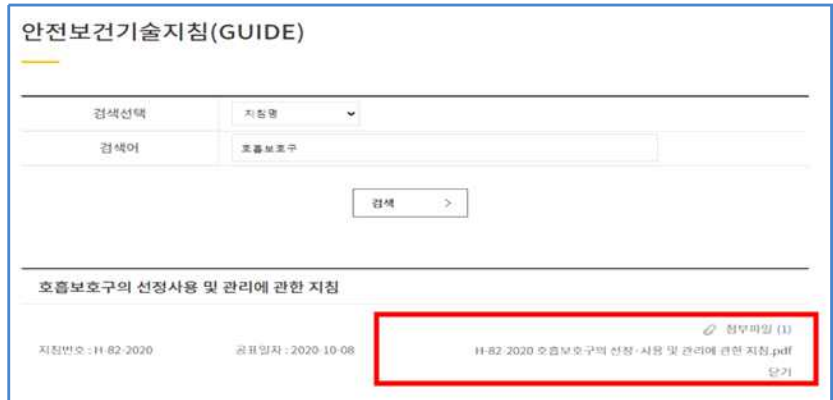 안전보건기술지침(GUIDE)
검색선택 지침명
검색어 호흡보호구
검색 >
호흡보호구의 선정사용 및 관리에 관한 지침
첨부파일 (1)
지침번호 : H-82-2020 공표일자 : 2020-10-08 H-82-2020 호흡보호구의 선정·사용 및 관리에 관한 지침.pdf
닫기